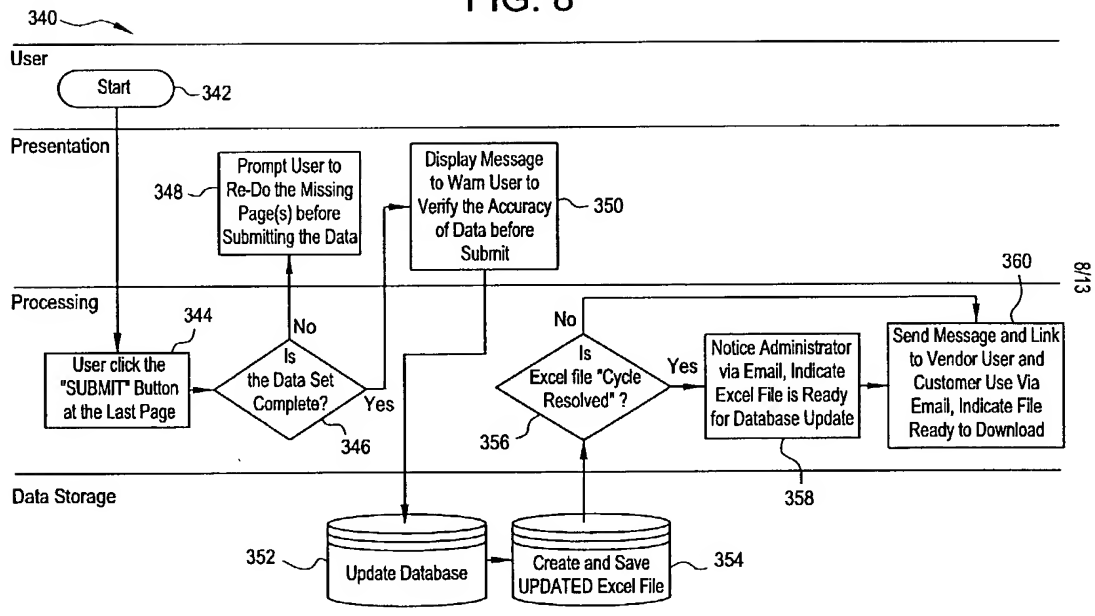 FIG. 8
340
User
Start
342
Presentation
348
Prompt User to
Re-Do the Missing
Page(s) before
Submitting the Data
Display Message
to Warn User to
Verify the Accuracy
of Data before
Submit
350
8/13
Processing
344
User click the
"SUBMIT" Button
at the Last Page
No
Is
the Data Set
Complete?
Yes
346
No
Is
Excel file "Cycle
Resolved" ?
356
Yes
Notice Administrator
via Email, Indicate
Excel File is Ready
for Database Update
358
360
Send Message and Link
to Vendor User and
Customer Use Via
Email, Indicate File
Ready to Download
Data Storage
352
Update Database
Create and Save
UPDATED Excel File
354